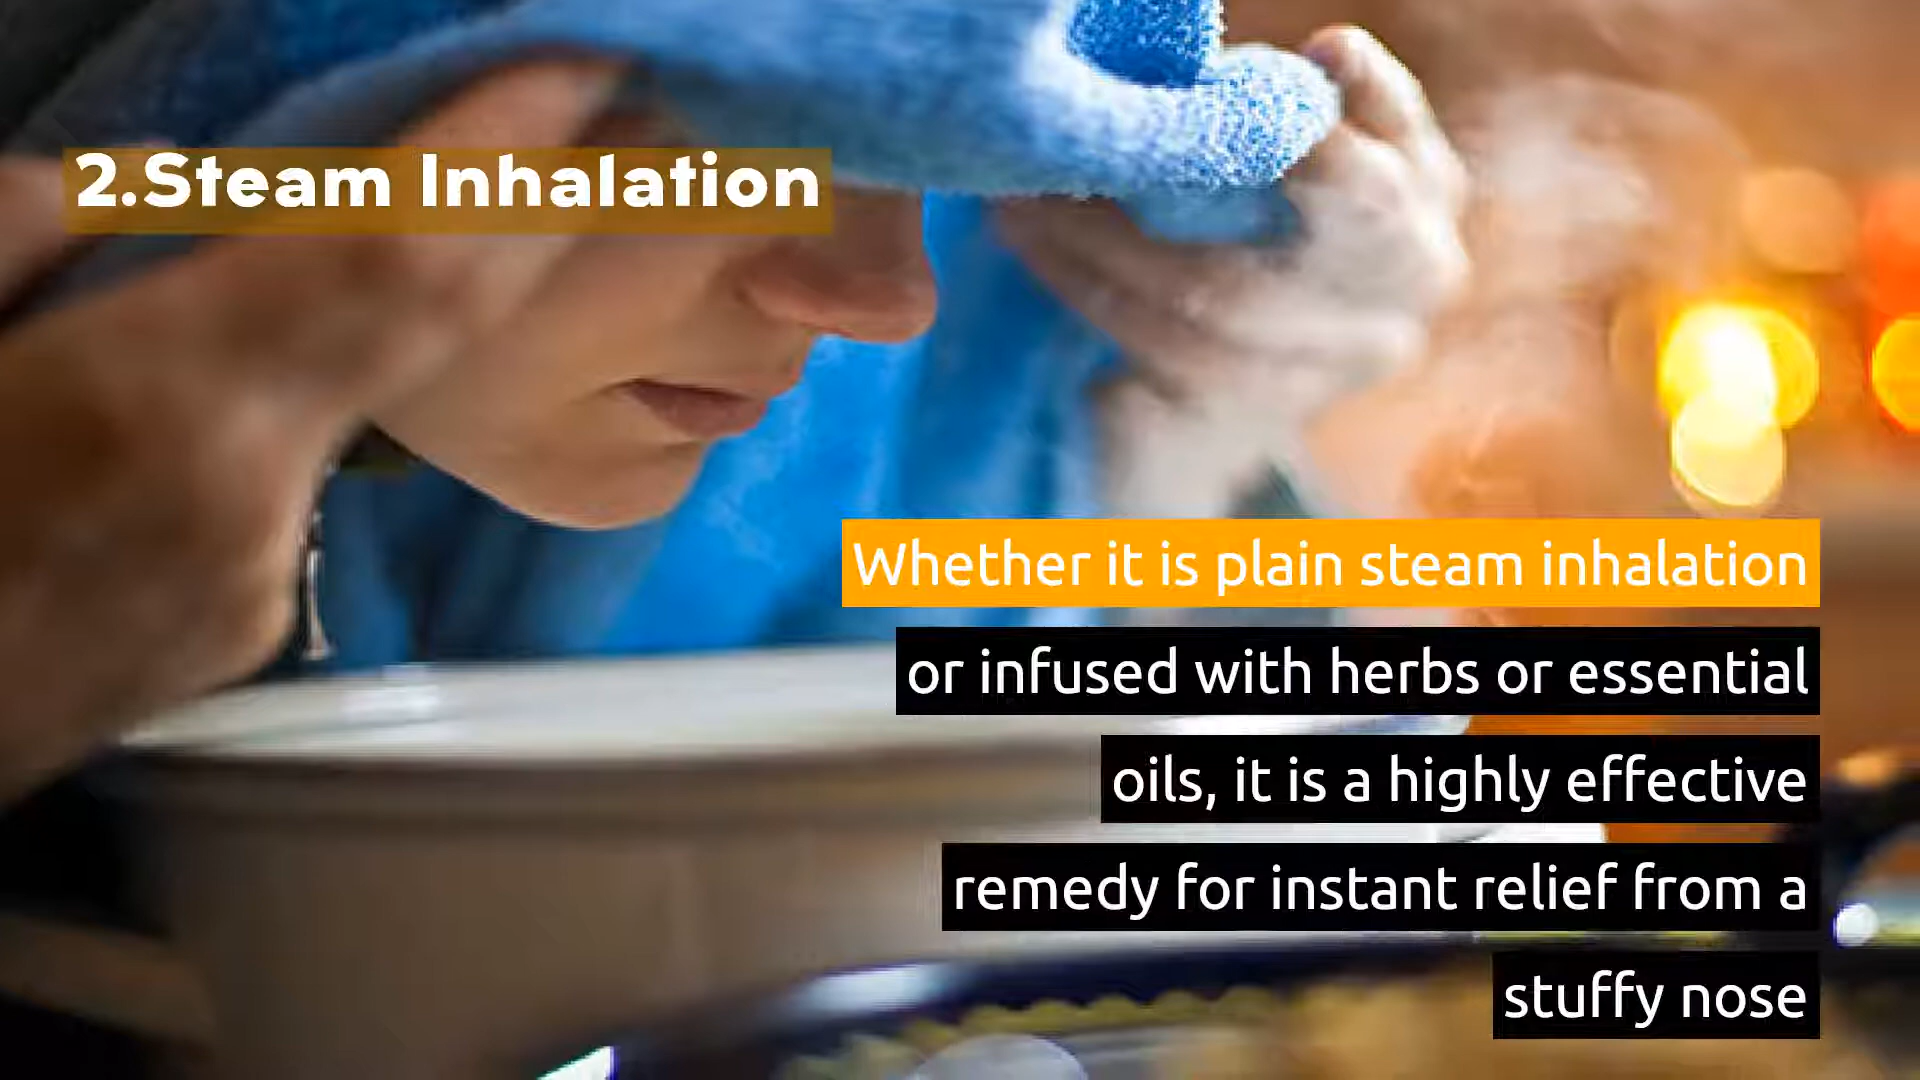 2.Steam Inhalation
Whether it is plain steam inhalation
or infused with herbs or essential
oils, it is a highly effective
remedy for instant relief from a
stuffy nose